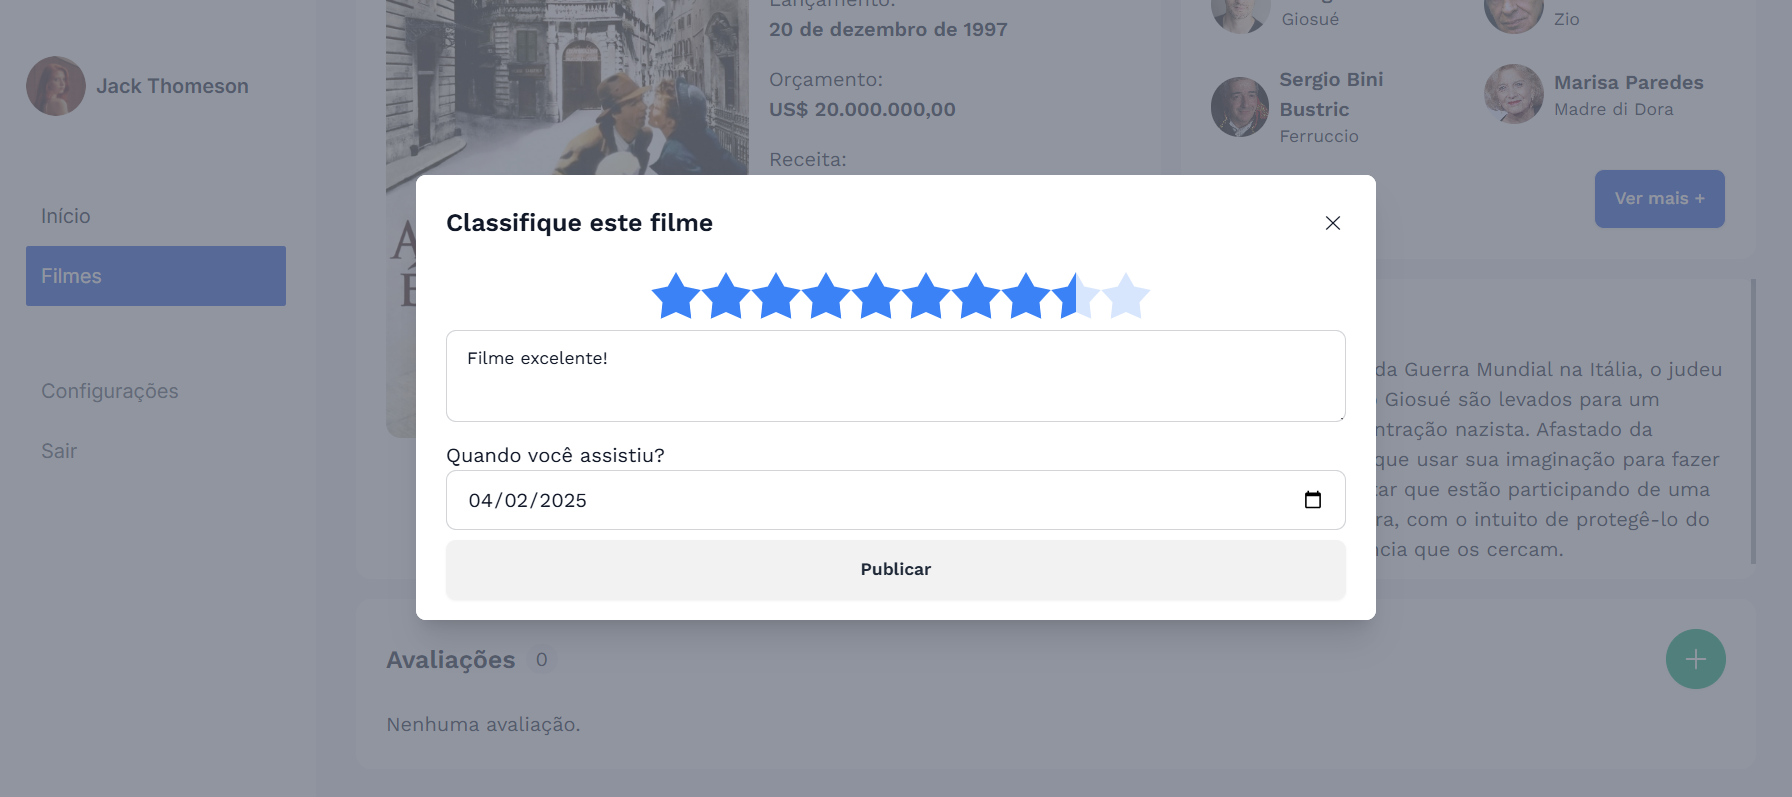 Jack Thomeson
Início
Filmes
Configurações
Sair
Lançamento:
20 de dezembro de 1997
Orçamento:
US$ 20.000.000,00
Receita:
Giosué
Zio
Sergio Bini
Bustric
Ferruccio
Marisa Paredes
Madre di Dora
Ver mais +
Classifique este filme
Filme excelente!
Quando você assistiu?
04/02/2025
Publicar
da Guerra Mundial na Itália, o judeu
Giosué são levados para um
nazista. Afastado da
que usar sua imaginação para fazer
que estão participando de uma
com o intuito de protegê-lo do
que os cercam.
Avaliações 0
Nenhuma avaliação.